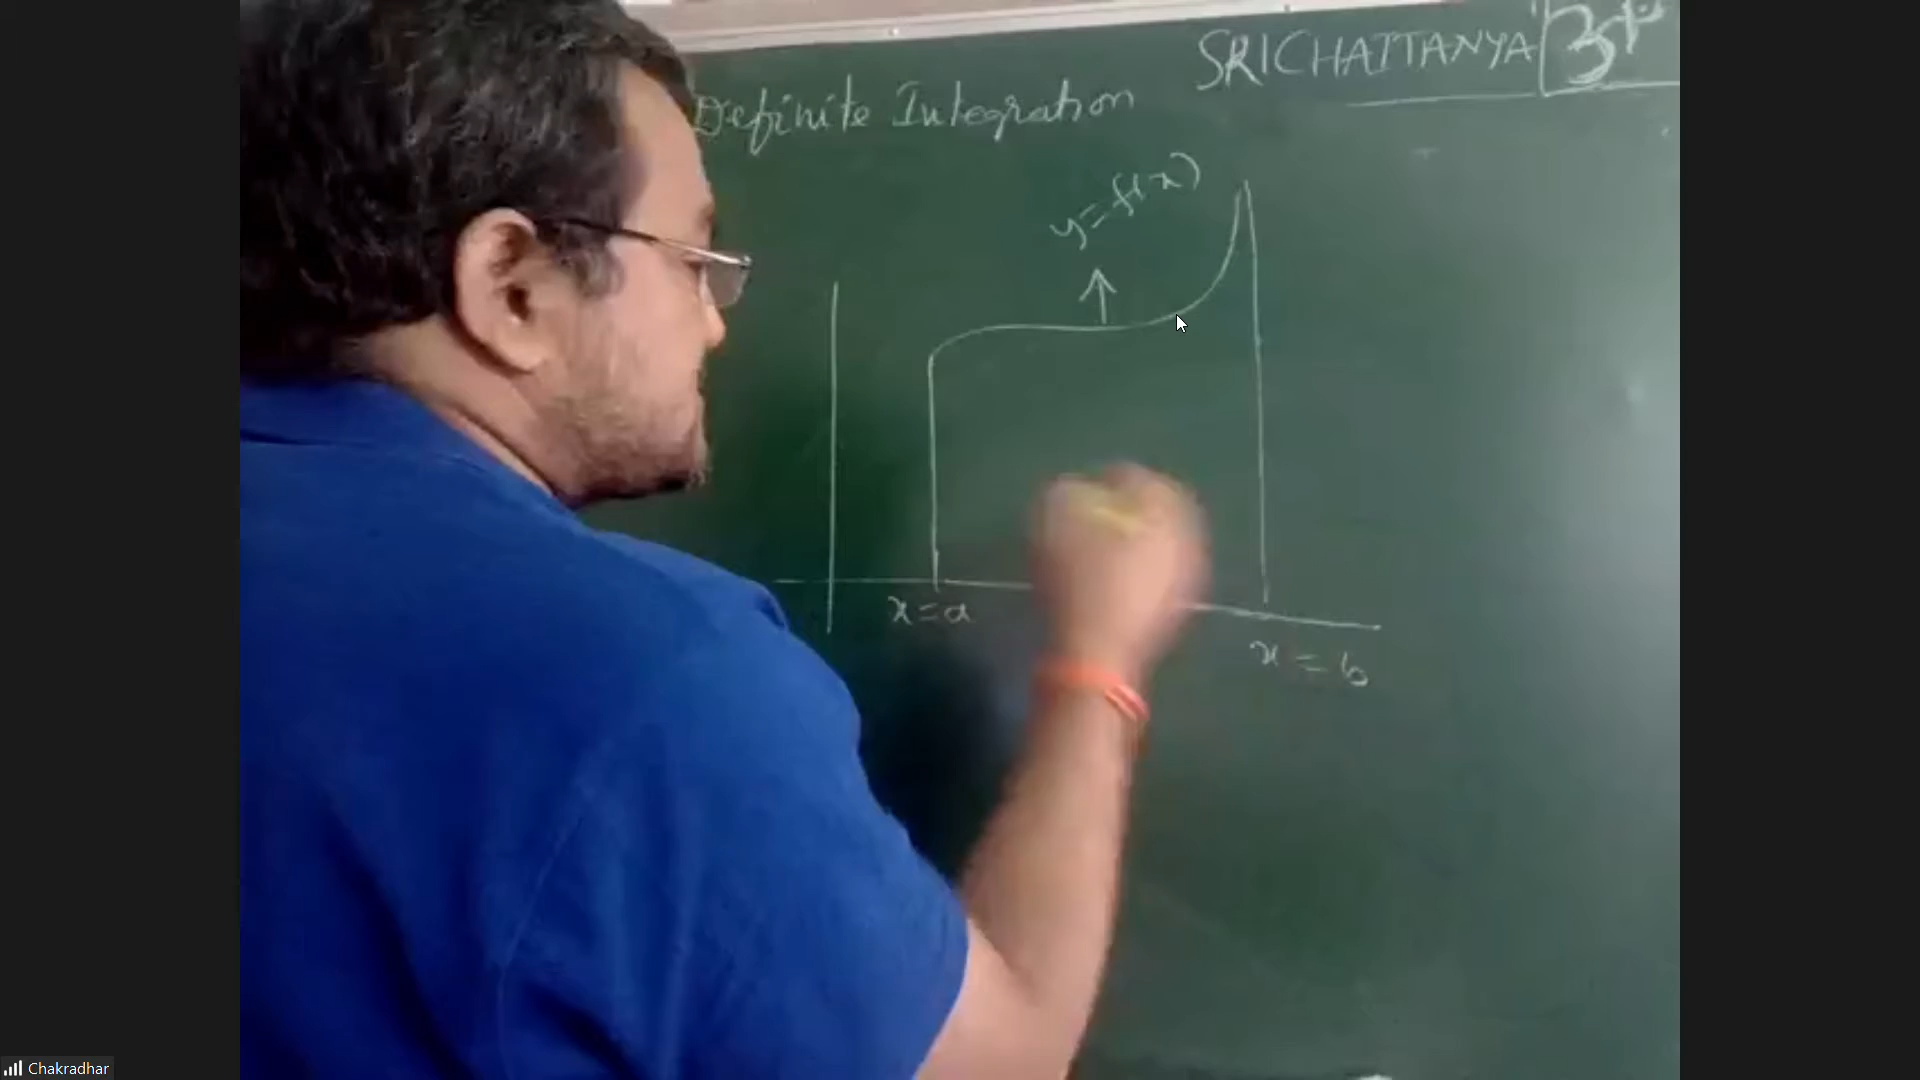 SRICHAITANYA
Definite Integration
y = f(x)
x = a
x = b
Chakradhar